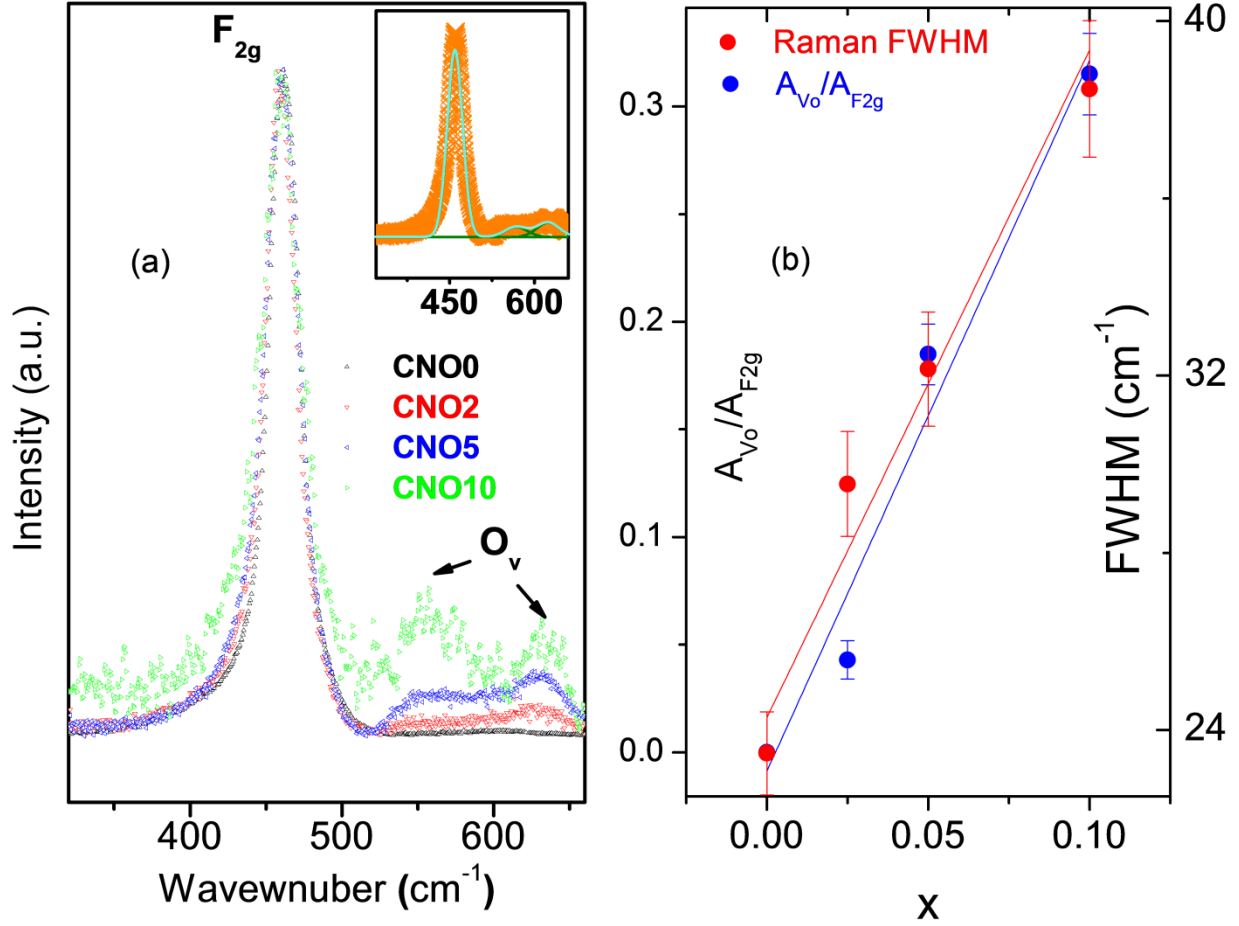 F2g
(a)
450 600
CNO0
CNO2
CNO5
CNO10
Ov
Intensity (a.u.)
400 500 600
Wavewnuber (cm-1)
Raman FWHM
AVo/AF2g
(b)
0.3
0.2
0.1
0.0
AVo/AF2g
40
32
24
FWHM (cm-1)
0.00 0.05 0.10
x